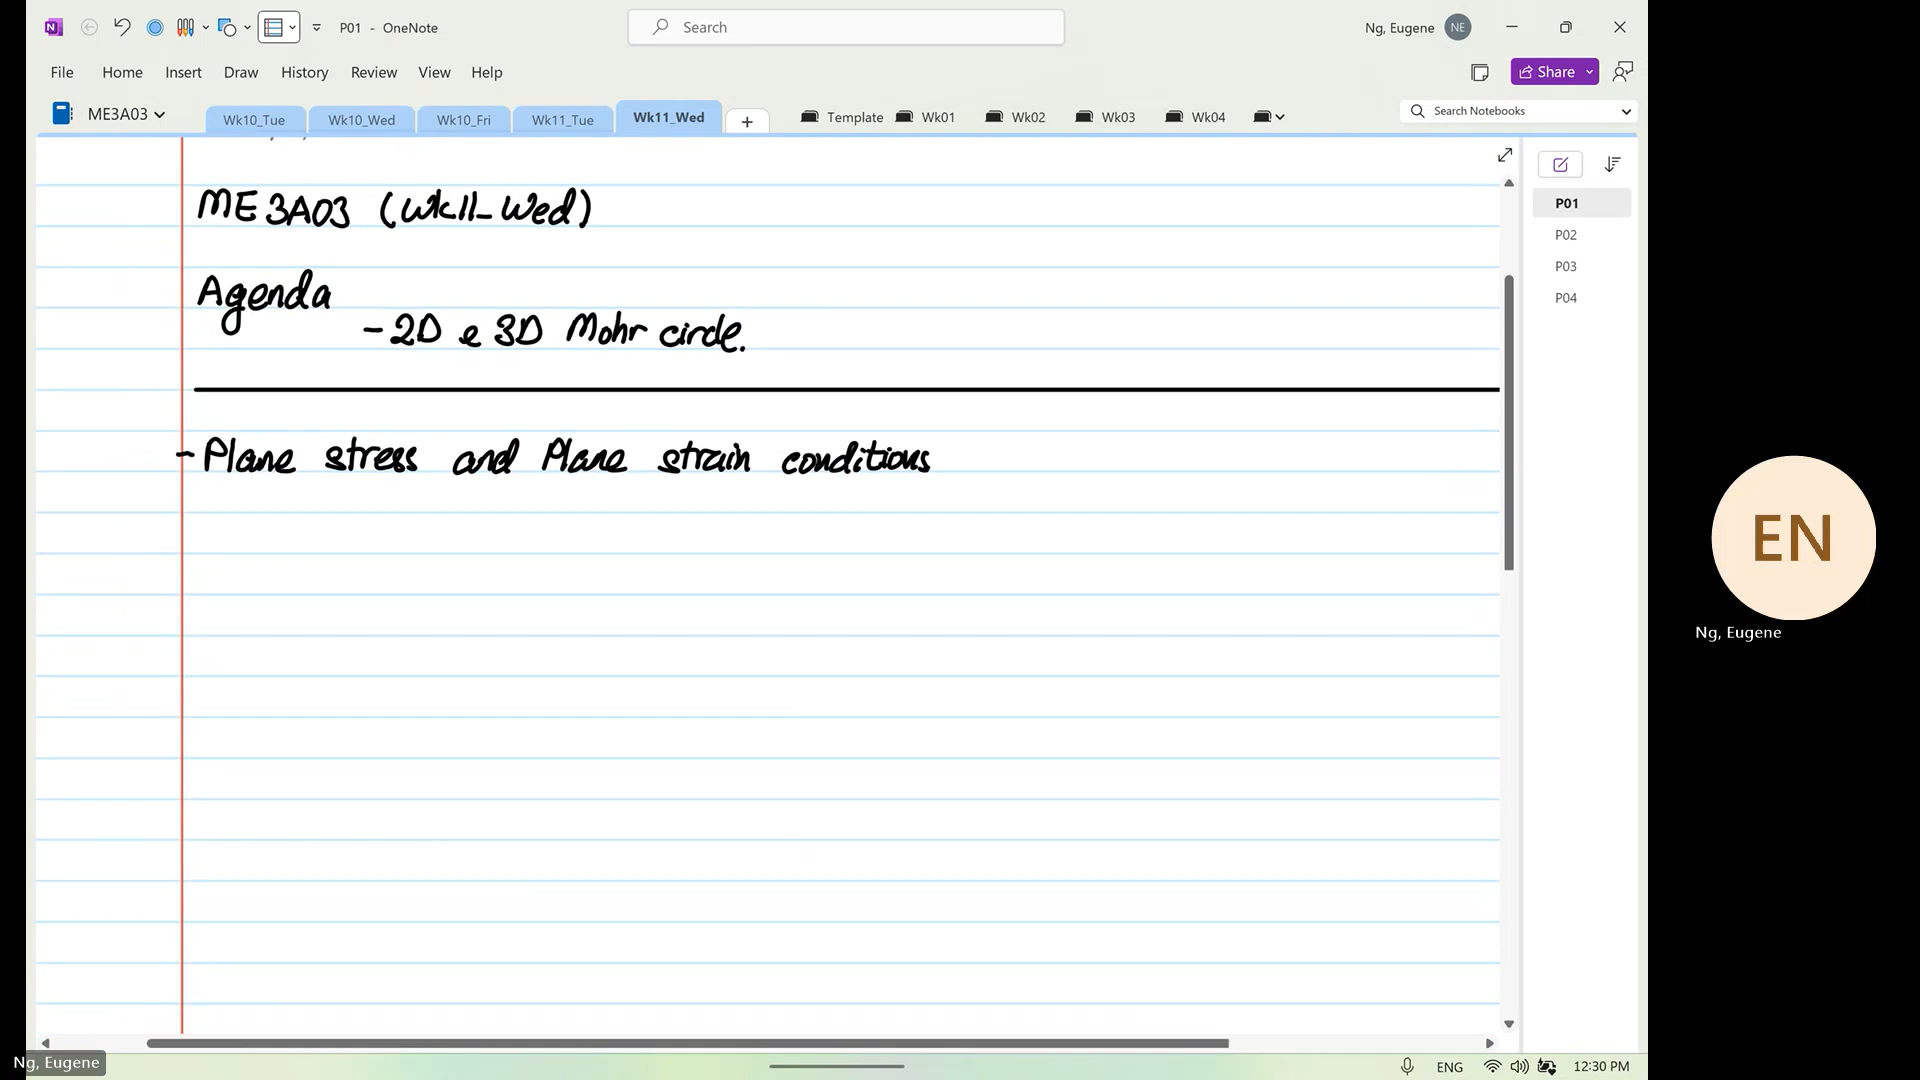 P01 - OneNote
Search
Ng, Eugene
NE
File
Home
Insert
Draw
History
Review
View
Help
Share
ME3A03
Wk10_Tue
Wk10_Wed
Wk10_Fri
Wk11_Tue
Wk11_Wed
Template
Wk01
Wk02
Wk03
Wk04
Search Notebooks
ME3A03 (Wk11_Wed)
Agenda
- 2D e 3D Mohr circle.
- Plane stress and Plane strain conditions
P01
P02
P03
P04
EN
Ng, Eugene
Ng, Eugene
ENG
12:30 PM